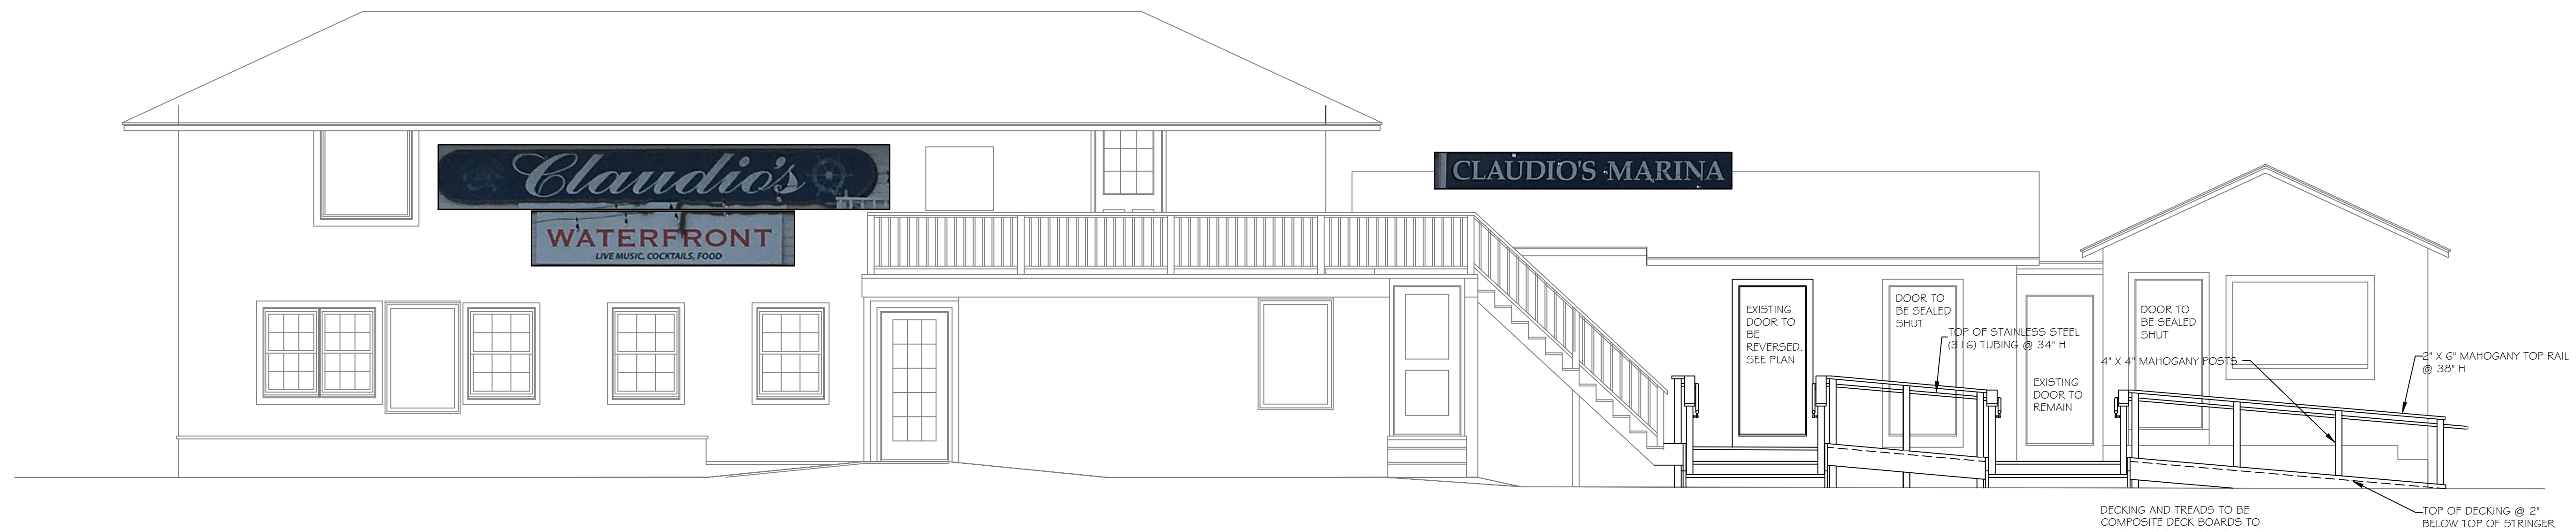 Claudio's
WATERFRONT
LIVE MUSIC, COCKTAILS, FOOD
CLAUDIO'S MARINA
EXISTING
DOOR TO
BE
REVERSED.
SEE PLAN
DOOR TO
BE SEALED
SHUT
TOP OF STAINLESS STEEL
(316) TUBING @ 34" H
EXISTING
DOOR TO
REMAIN
DOOR TO
BE SEALED
SHUT
4" X 4" MAHOGANY POSTS
2" X 6" MAHOGANY TOP RAIL
@ 38" H
DECKING AND TREADS TO BE
COMPOSITE DECK BOARDS TO
TOP OF DECKING @ 2"
BELOW TOP OF STRINGER